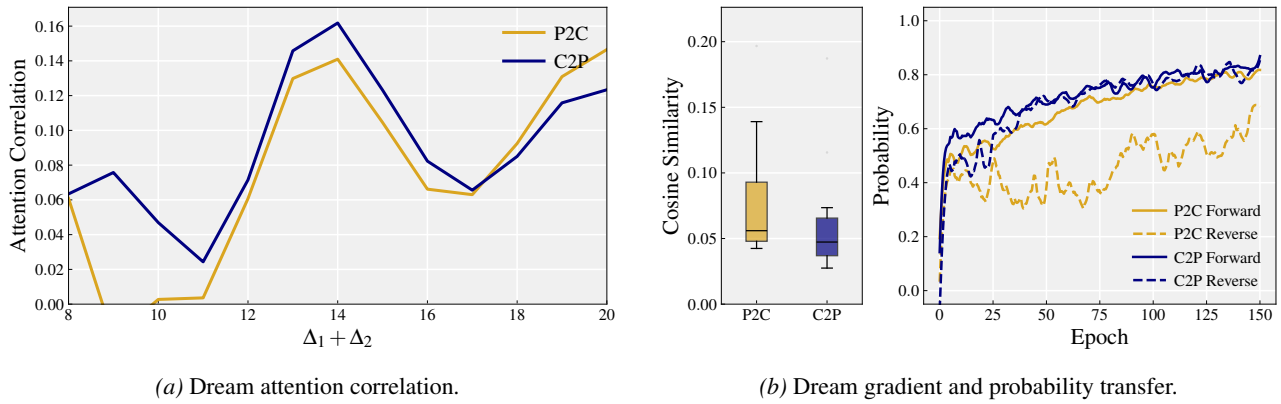 0.16
0.14
0.12
0.10
0.08
0.06
0.04
0.02
0.00
Attention Correlation
8
10
12
14
16
18
20
Δ₁ + Δ₂
P2C
C2P
(a) Dream attention correlation.
0.20
0.15
0.10
0.05
0.00
Cosine Similarity
P2C
C2P
1.0
0.8
0.6
0.4
0.2
0.0
Probability
0
25
50
75
100
125
150
Epoch
P2C Forward
P2C Reverse
C2P Forward
C2P Reverse
(b) Dream gradient and probability transfer.